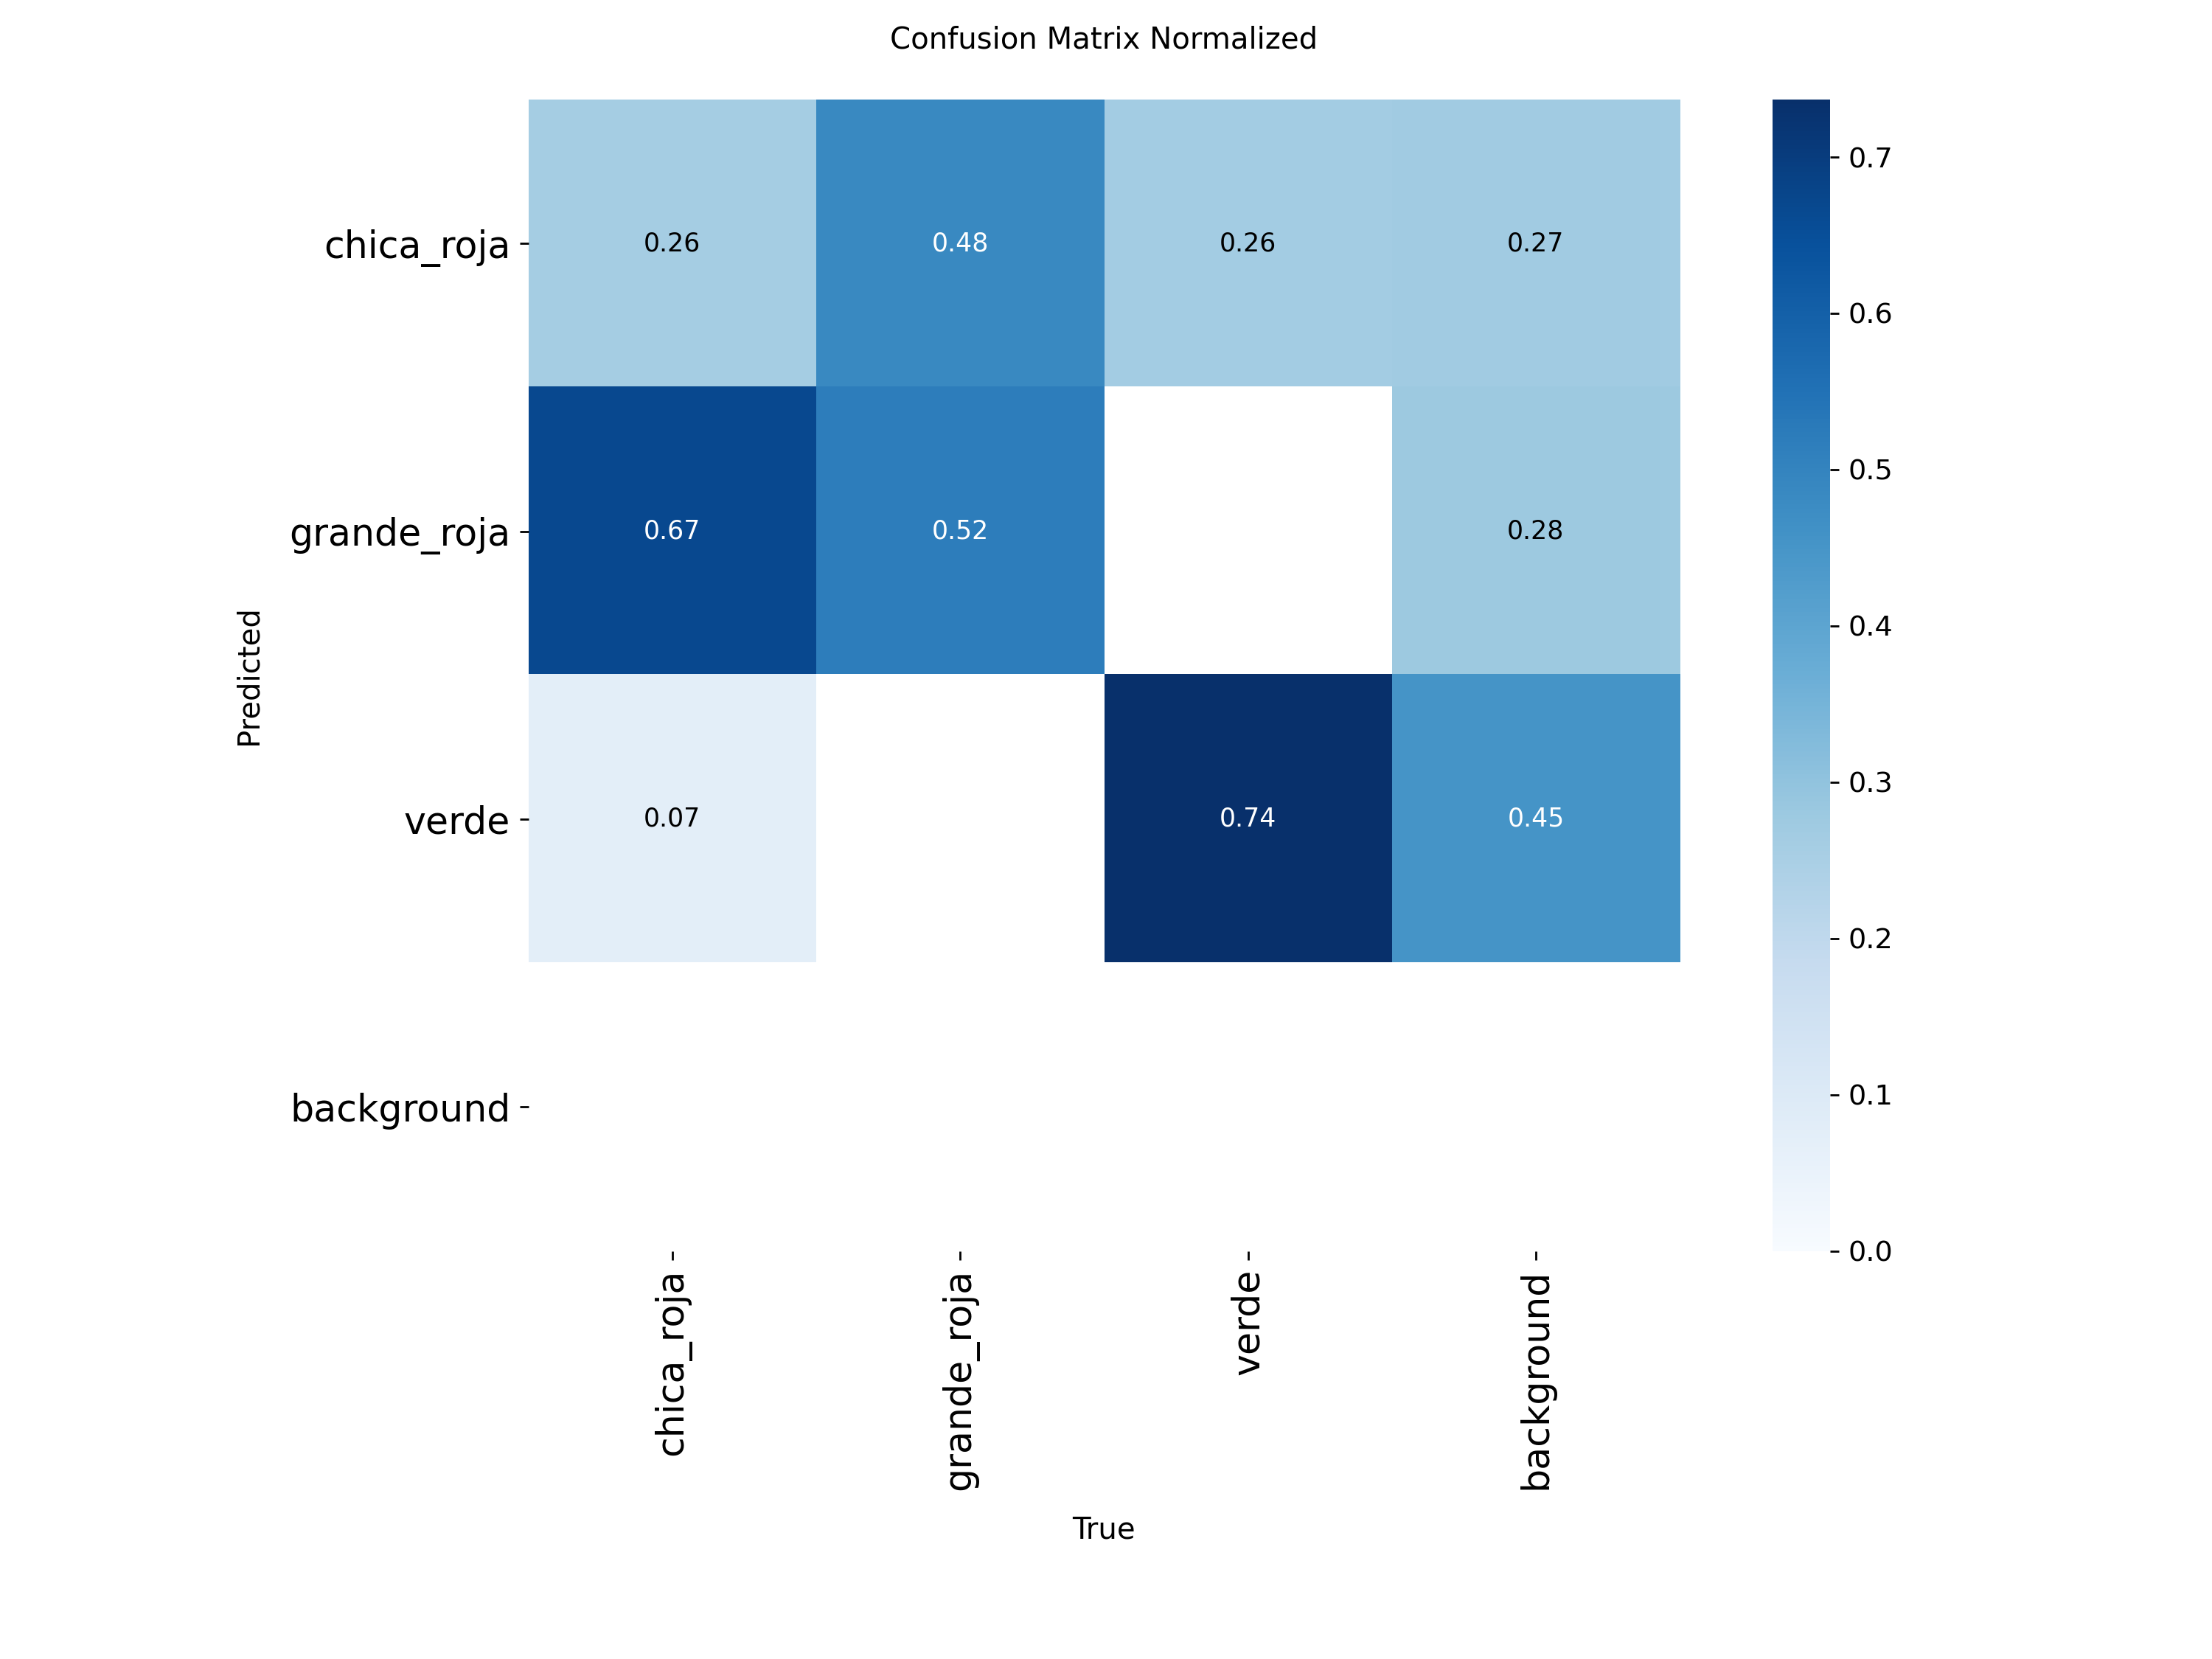 Confusion Matrix Normalized
chica_roja 0.26 0.48 0.26 0.27
grande_roja 0.67 0.52 0.28
verde 0.07 0.74 0.45
background
Predicted
chica_roja grande_roja verde background
True
0.7
0.6
0.5
0.4
0.3
0.2
0.1
0.0